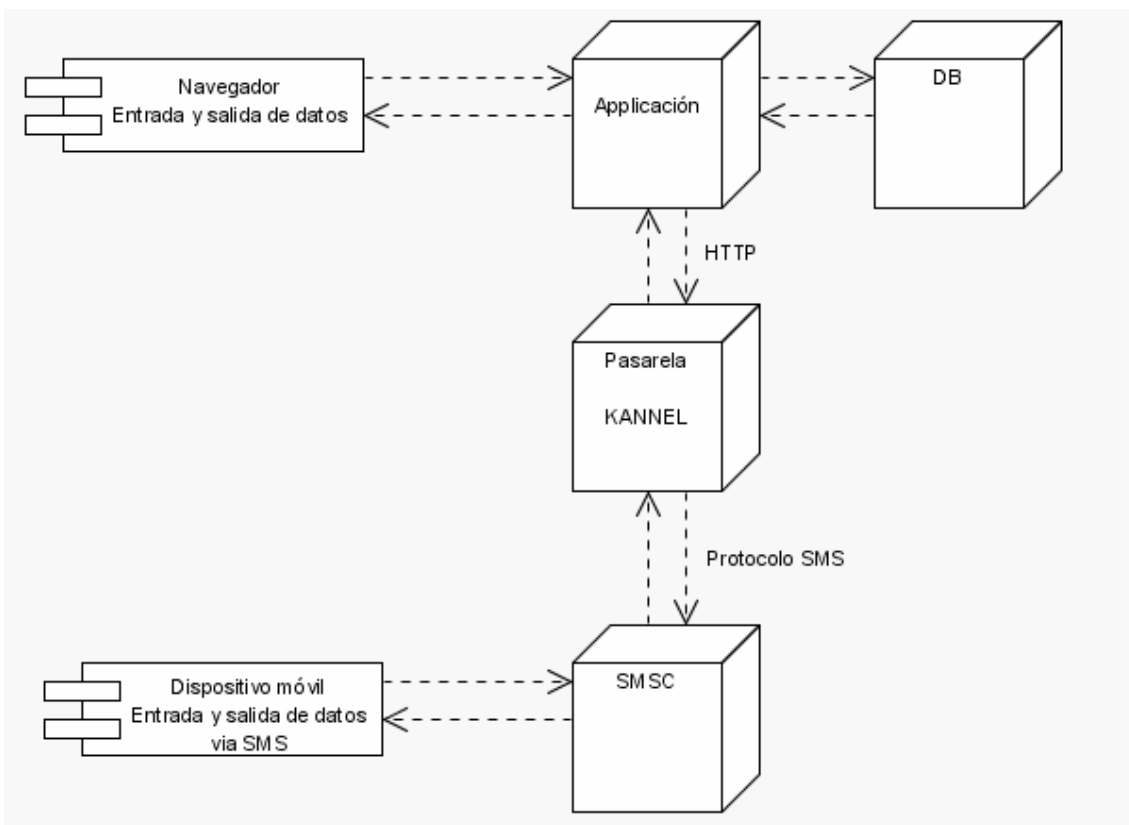 Navegador
Entrada y salida de datos
Applicación
DB
HTTP
Pasarela
KANNEL
Protocolo SMS
Dispositivo móvil
Entrada y salida de datos
via SMS
SMSC